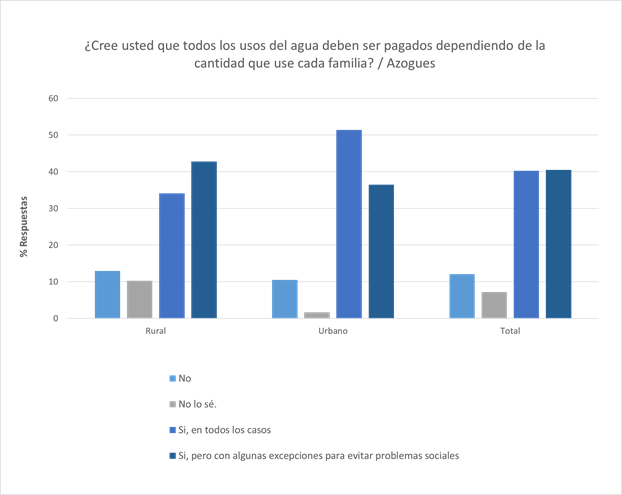 ¿Cree usted que todos los usos del agua deben ser pagados dependiendo de la
cantidad que use cada familia? / Azogues
60
50
40
30
20
10
0
% Respuestas
Rural
Urbano
Total
No
No lo sé.
Si, en todos los casos
Si, pero con algunas excepciones para evitar problemas sociales